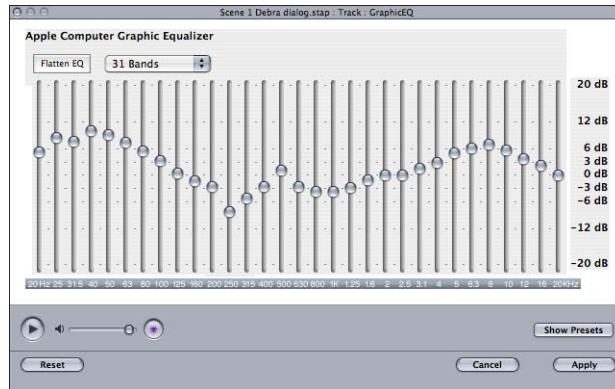 Scene 1 Debra dialog.stap : Track : GraphicEQ
Apple Computer Graphic Equalizer
Flatten EQ
31 Bands
20 dB
12 dB
6 dB
3 dB
0 dB
−3 dB
−6 dB
−12 dB
−20 dB
20Hz 25 31.5 40 50 63 80 100 125 160 200 250 315 400 500 630 800 1K 1.25 1.6 2 2.5 3.1 4 5 6.3 8 10 12 16 20KHz
Show Presets
Reset
Cancel
Apply